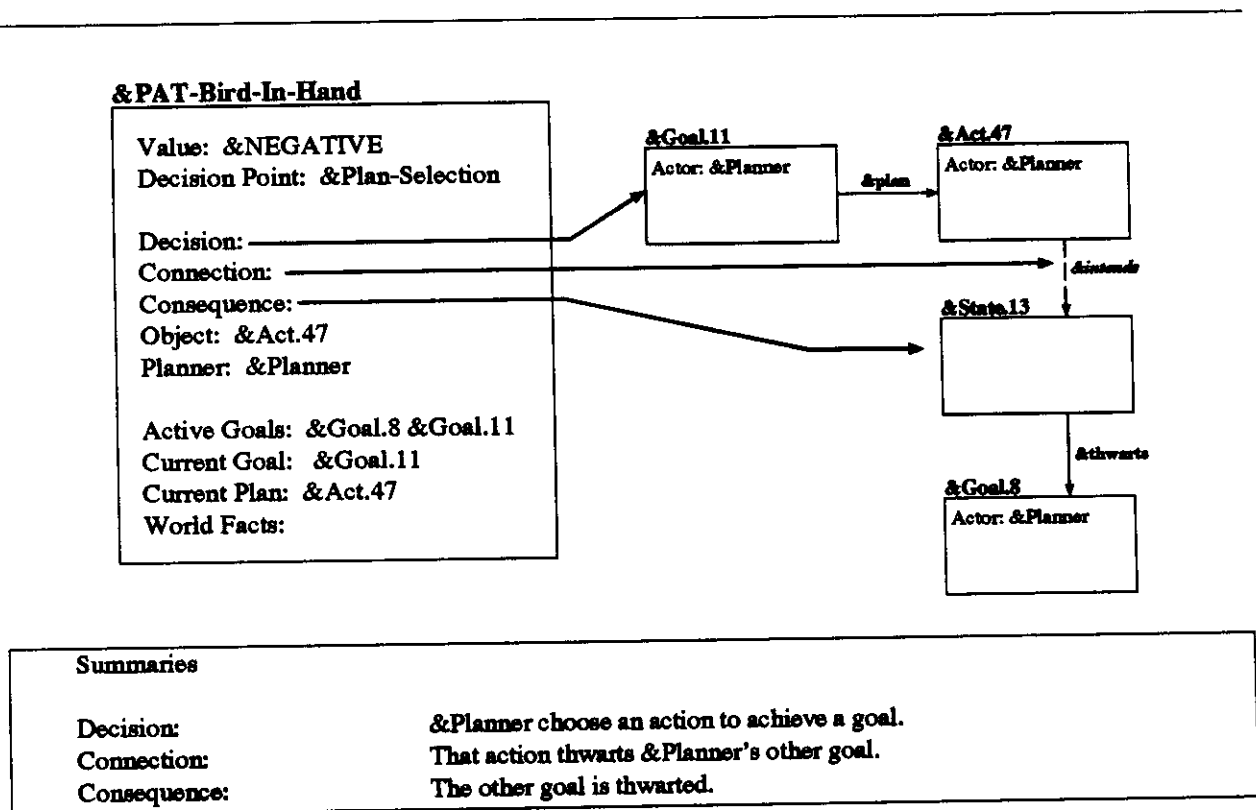 &PAT-Bird-In-Hand
Value: &NEGATIVE
Decision Point: &Plan-Selection
Decision:
Connection:
Consequence:
Object: &Act.47
Planner: &Planner
Active Goals: &Goal.8 &Goal.11
Current Goal: &Goal.11
Current Plan: &Act.47
World Facts:
&Goal.11
Actor: &Planner
&plan
&Act.47
Actor: &Planner
&intends
&State.13
&thwarts
&Goal.8
Actor: &Planner
Summaries
Decision: &Planner choose an action to achieve a goal.
Connection: That action thwarts &Planner's other goal.
Consequence: The other goal is thwarted.